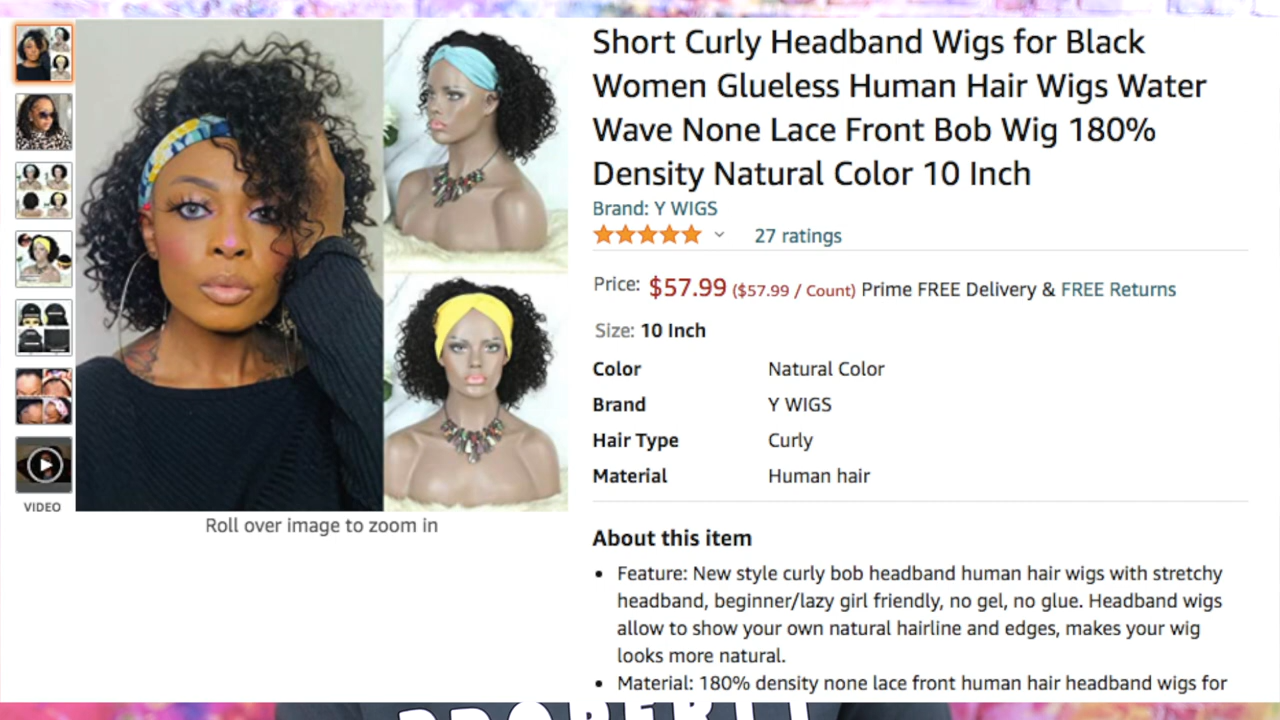 Short Curly Headband Wigs for Black
Women Glueless Human Hair Wigs Water
Wave None Lace Front Bob Wig 180%
Density Natural Color 10 Inch
Brand: Y WIGS
27 ratings
Price: $57.99 ($57.99 / Count) Prime FREE Delivery & FREE Returns
Size: 10 Inch
Color Natural Color
Brand Y WIGS
Hair Type Curly
Material Human hair
VIDEO
Roll over image to zoom in
About this item
• Feature: New style curly bob headband human hair wigs with stretchy
headband, beginner/lazy girl friendly, no gel, no glue. Headband wigs
allow to show your own natural hairline and edges, makes your wig
looks more natural.
• Material: 180% density none lace front human hair headband wigs for
PROPERTY